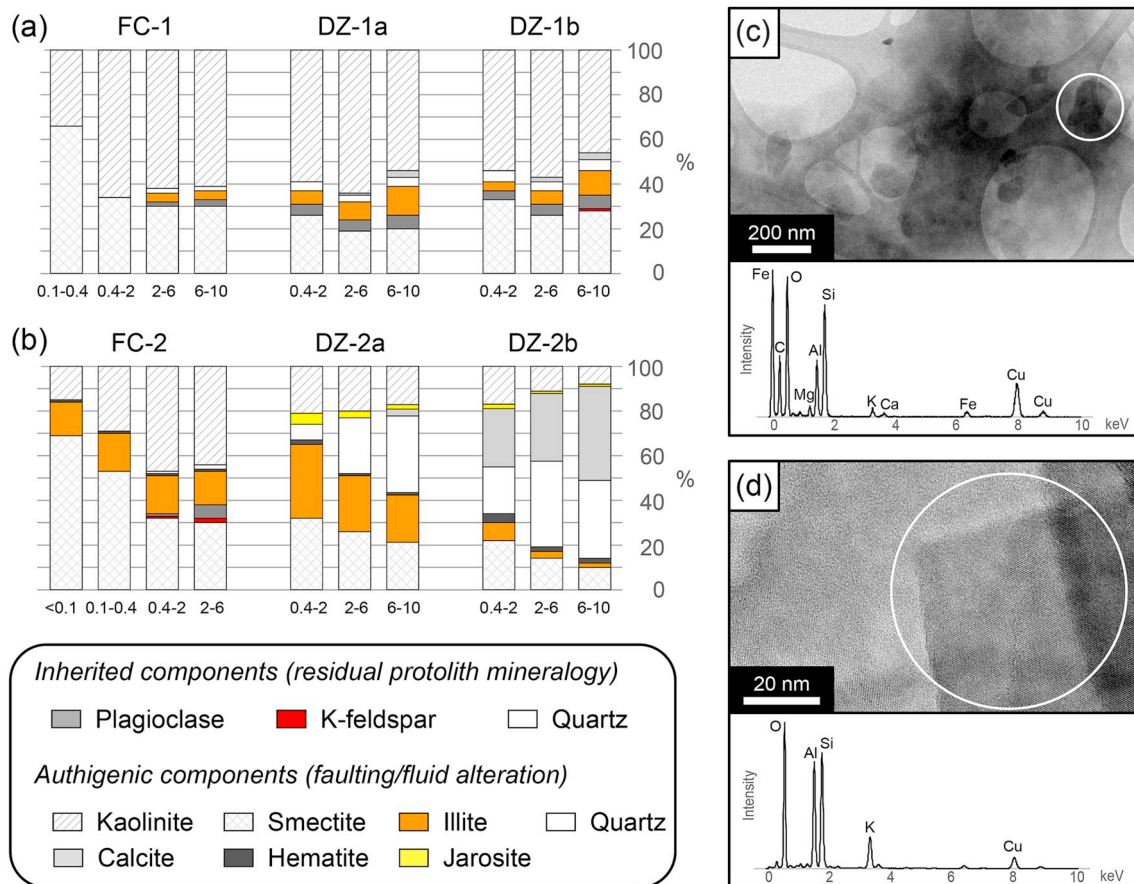 (a)
FC-1 DZ-1a DZ-1b
100
80
60
%
40
20
0
0.1-0.4 0.4-2 2-6 6-10 0.4-2 2-6 6-10 0.4-2 2-6 6-10
(b)
FC-2 DZ-2a DZ-2b
100
80
60
%
40
20
0
<0.1 0.1-0.4 0.4-2 2-6 0.4-2 2-6 6-10 0.4-2 2-6 6-10
Inherited components (residual protolith mineralogy)
Plagioclase K-feldspar Quartz
Authigenic components (faulting/fluid alteration)
Kaolinite Smectite Illite Quartz
Calcite Hematite Jarosite
(c)
200 nm
Fe O
Si
C Al
Mg
K Ca Fe Cu Cu
Intensity
0 2 4 6 8 10 keV
(d)
20 nm
O
Al Si
K
Cu
Intensity
0 2 4 6 8 10 keV